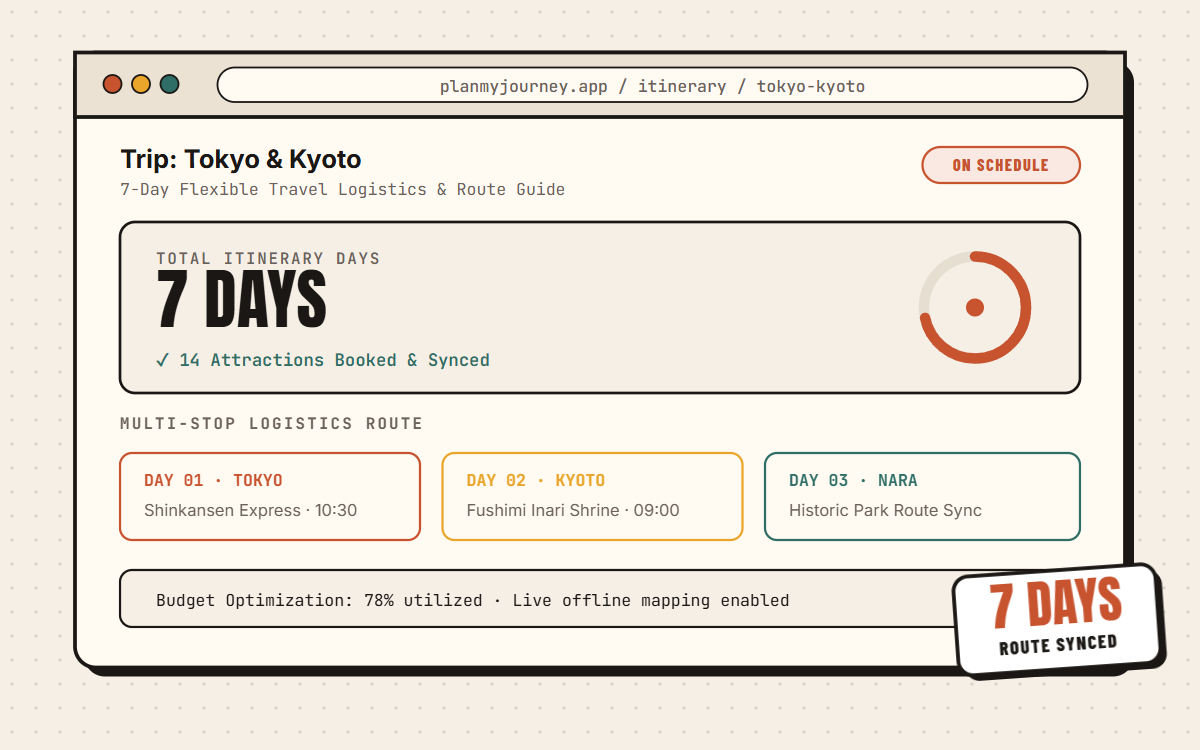 planmyjourney.app / itinerary / tokyo-kyoto
Trip: Tokyo & Kyoto
7-Day Flexible Travel Logistics & Route Guide
ON SCHEDULE
TOTAL ITINERARY DAYS
7 DAYS
✓ 14 Attractions Booked & Synced
MULTI-STOP LOGISTICS ROUTE
DAY 01 · TOKYO
Shinkansen Express · 10:30
DAY 02 · KYOTO
Fushimi Inari Shrine · 09:00
DAY 03 · NARA
Historic Park Route Sync
Budget Optimization: 78% utilized · Live offline mapping enabled
7 DAYS
ROUTE SYNCED